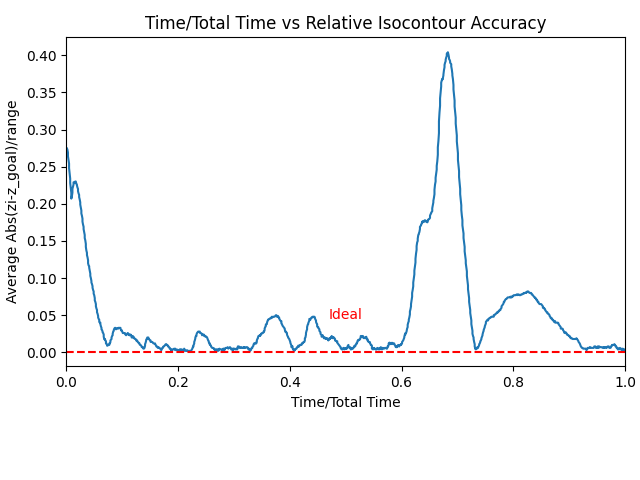 Time/Total Time vs Relative Isocontour Accuracy
Average Abs(zi-z_goal)/range
0.40
0.35
0.30
0.25
0.20
0.15
0.10
0.05
0.00
Ideal
0.0 0.2 0.4 0.6 0.8 1.0
Time/Total Time